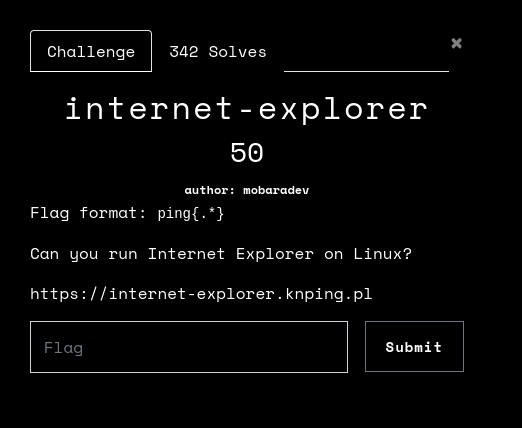 Challenge 342 Solves ×
internet-explorer
50
author: mobaradev
Flag format: ping{.*}
Can you run Internet Explorer on Linux?
https://internet-explorer.knping.pl
Flag Submit